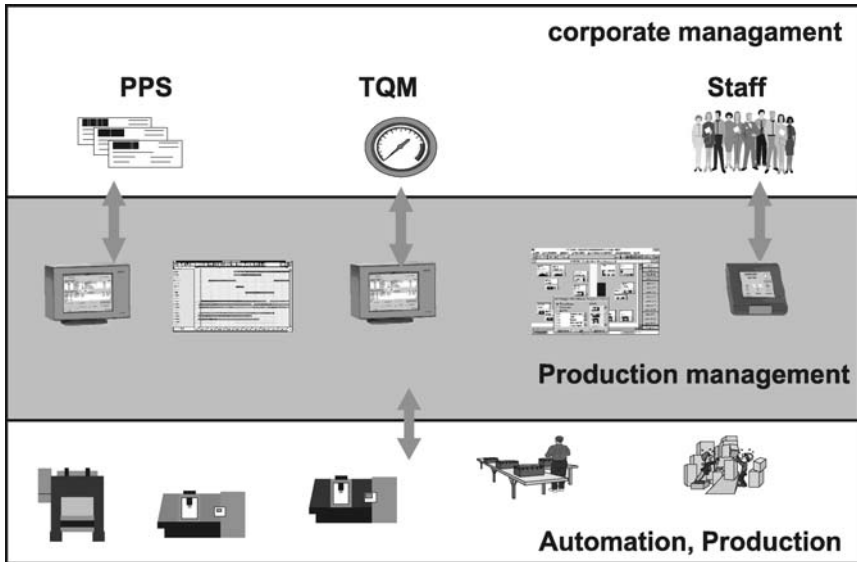 corporate managament
PPS
TQM
Staff
Production management
Automation, Production